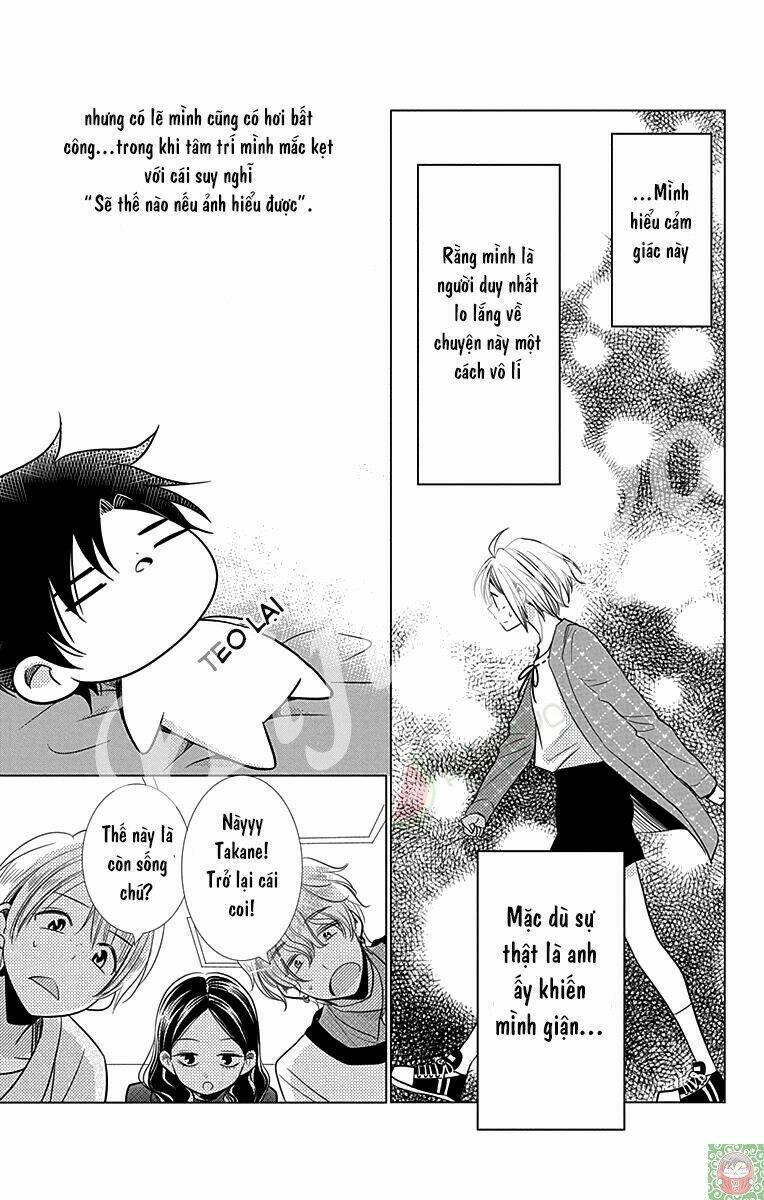 ...Mình
hiểu cảm
giác này
Rằng mình là
người duy nhất
lo lắng về
chuyện này một
cách vô lí
Mặc dù sự
thật là anh
ấy khiến
mình giận...
nhưng có lẽ mình cũng có hơi bất
công...trong khi tâm trí mình mắc kẹt
với cái suy nghĩ
“Sẽ thế nào nếu ảnh hiểu được”.
TEO LẠI
Nàyyy
Takane!
Trở lại cái
coi!
Thế này là
còn sống
chứ?